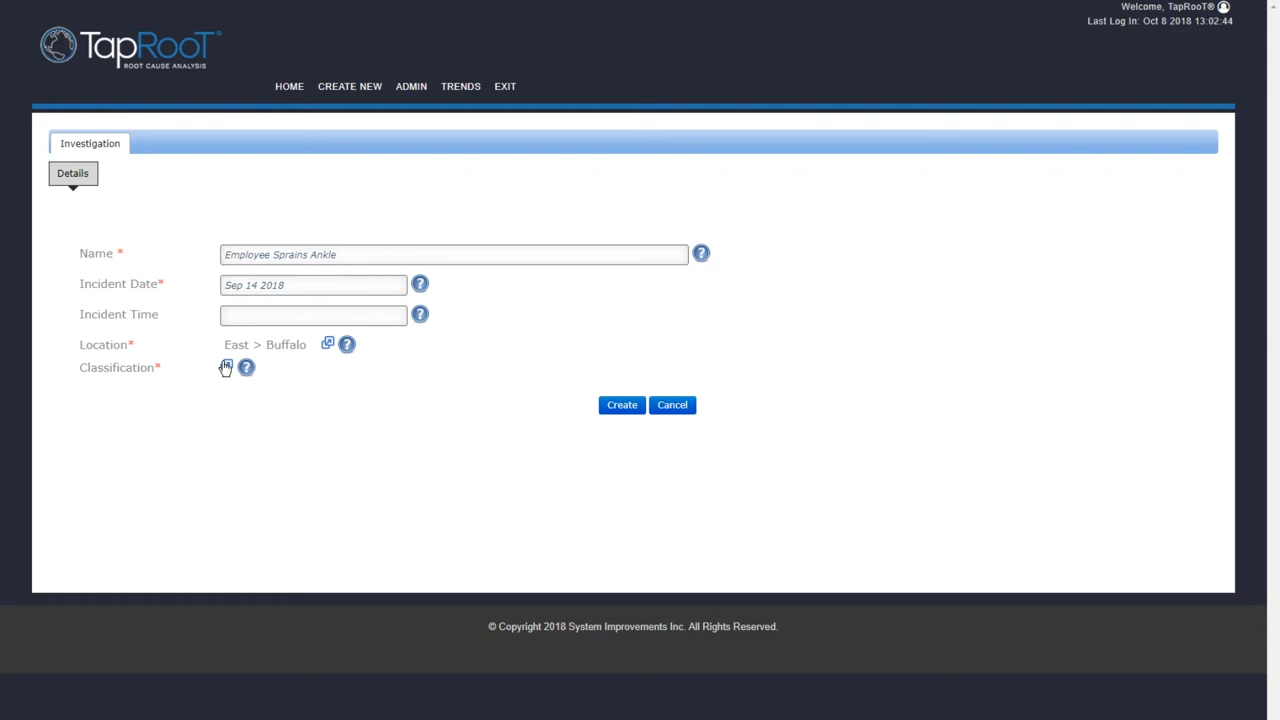 Welcome, TapRooT®
Last Log In: Oct 8 2018 13:02:44
TapRooT®
ROOT CAUSE ANALYSIS
HOME CREATE NEW ADMIN TRENDS EXIT
Investigation
Details
Name * Employee Sprains Ankle ?
Incident Date* Sep 14 2018 ?
Incident Time ?
Location* East > Buffalo ?
Classification* ?
Create Cancel
© Copyright 2018 System Improvements Inc. All Rights Reserved.